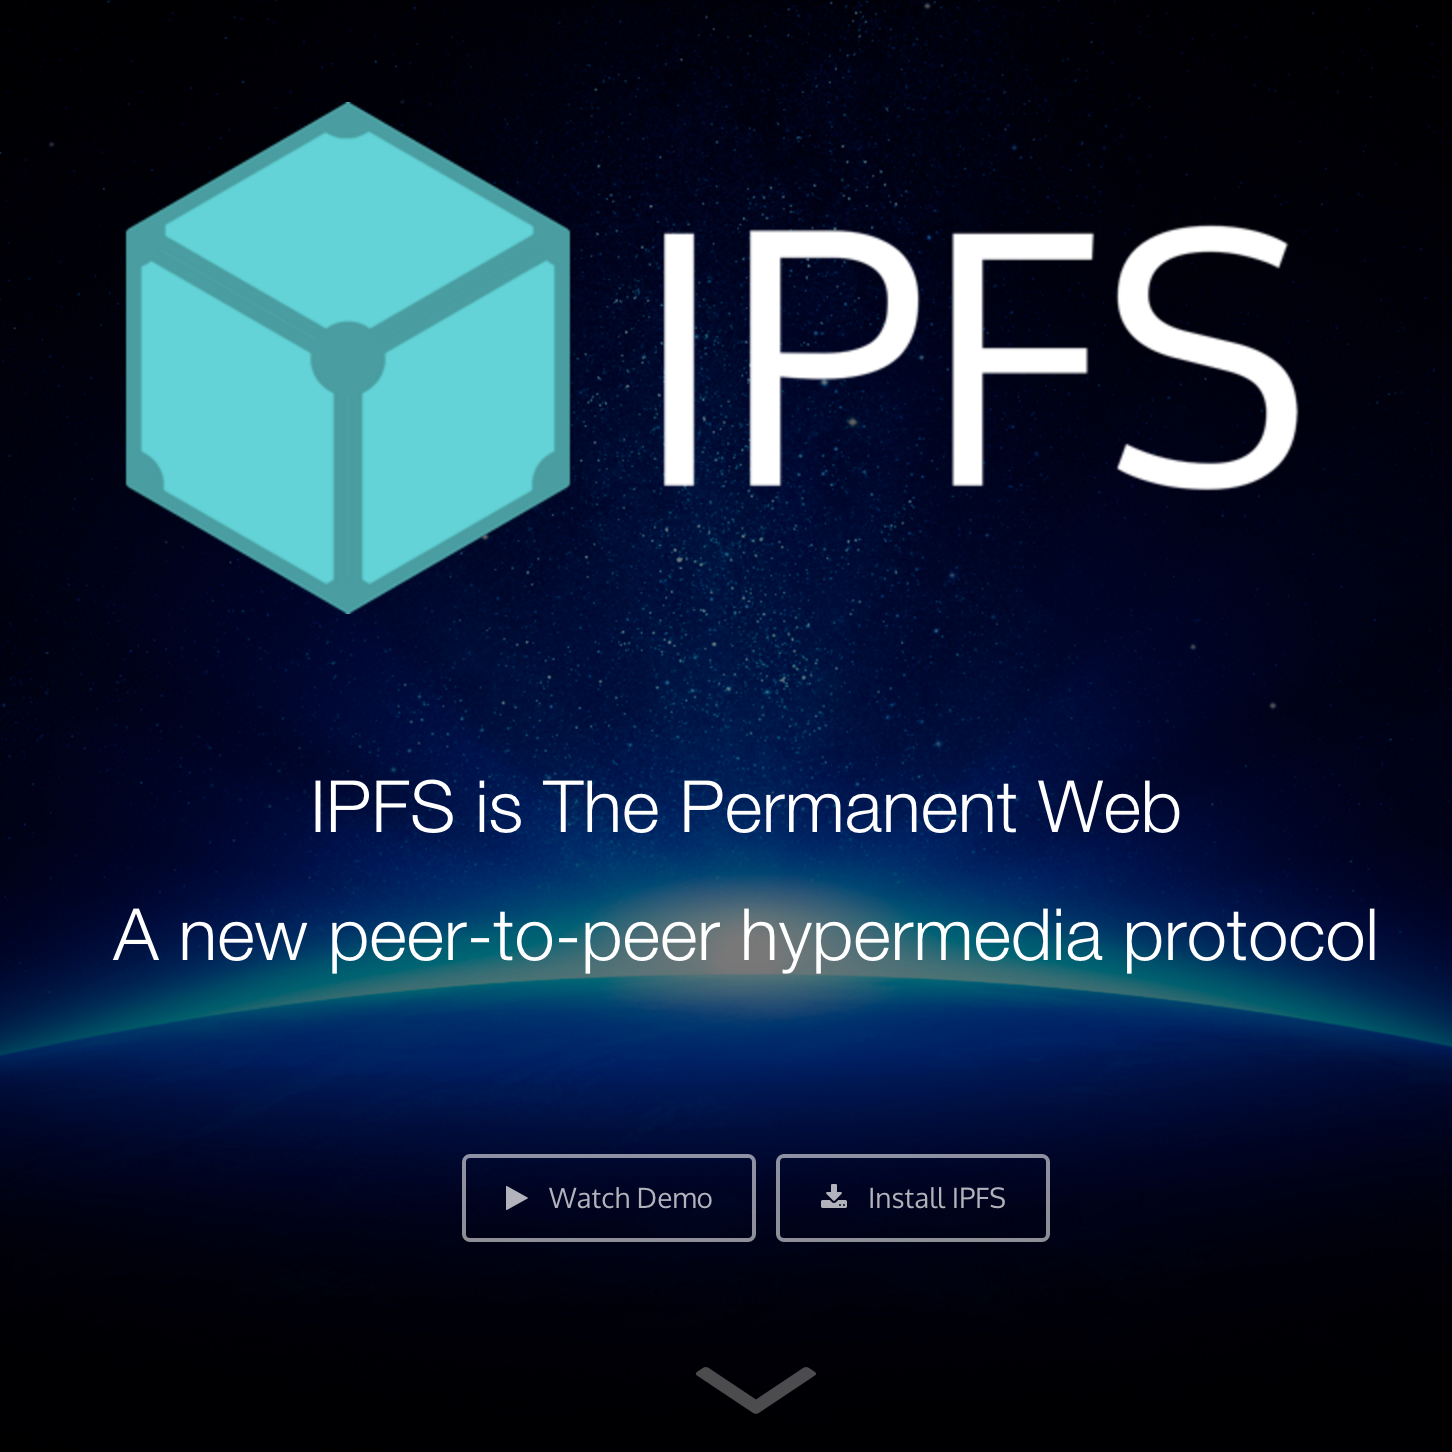 IPFS
IPFS is The Permanent Web
A new peer-to-peer hypermedia protocol
Watch Demo
Install IPFS